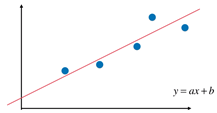 y = ax + b